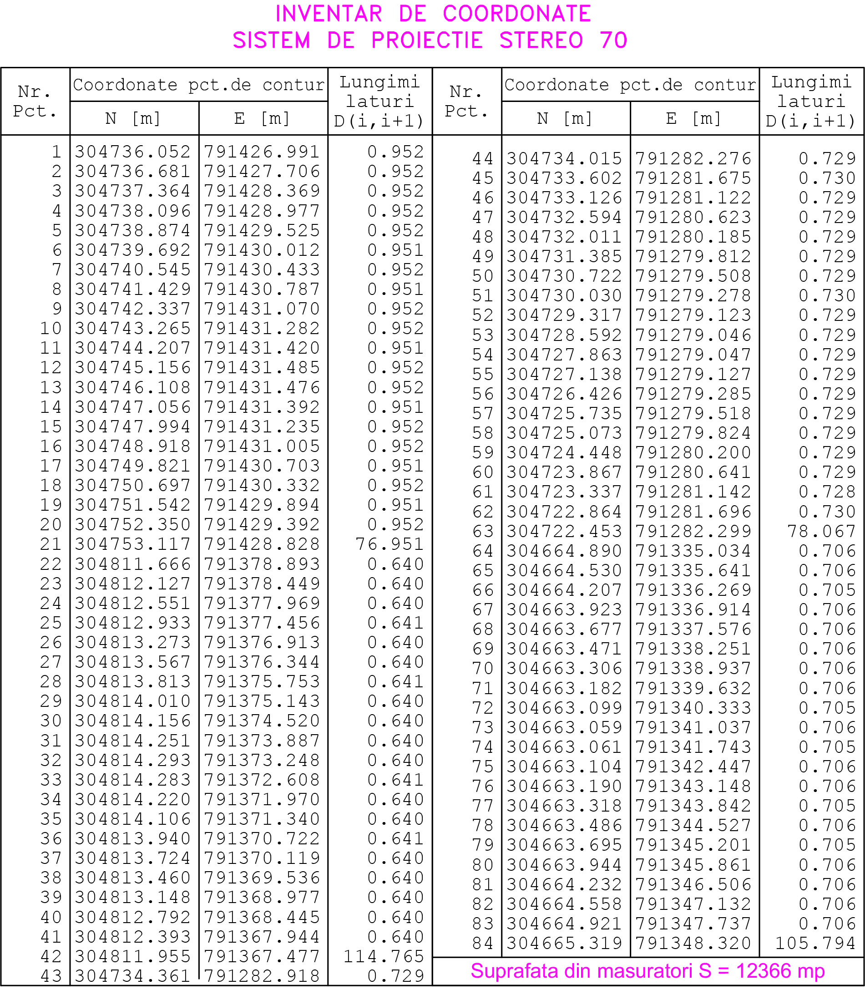 INVENTAR DE COORDONATE
SISTEM DE PROIECTIE STEREO 70
Nr. Pct. Coordonate pct.de contur Lungimi laturi D(i,i+1)
N [m] E [m]
1 304736.052 791426.991 0.952
2 304736.681 791427.706 0.952
3 304737.364 791428.369 0.952
4 304738.096 791428.977 0.952
5 304738.874 791429.525 0.952
6 304739.692 791430.012 0.951
7 304740.545 791430.433 0.952
8 304741.429 791430.787 0.951
9 304742.337 791431.070 0.952
10 304743.265 791431.282 0.952
11 304744.207 791431.420 0.951
12 304745.156 791431.485 0.952
13 304746.108 791431.476 0.952
14 304747.056 791431.392 0.951
15 304747.994 791431.235 0.952
16 304748.918 791431.005 0.952
17 304749.821 791430.703 0.951
18 304750.697 791430.332 0.952
19 304751.542 791429.894 0.951
20 304752.350 791429.392 0.952
21 304753.117 791428.828 76.951
22 304811.666 791378.893 0.640
23 304812.127 791378.449 0.640
24 304812.551 791377.969 0.640
25 304812.933 791377.456 0.641
26 304813.273 791376.913 0.640
27 304813.567 791376.344 0.640
28 304813.813 791375.753 0.641
29 304814.010 791375.143 0.640
30 304814.156 791374.520 0.640
31 304814.251 791373.887 0.640
32 304814.293 791373.248 0.640
33 304814.283 791372.608 0.641
34 304814.220 791371.970 0.640
35 304814.106 791371.340 0.640
36 304813.940 791370.722 0.641
37 304813.724 791370.119 0.640
38 304813.460 791369.536 0.640
39 304813.148 791368.977 0.640
40 304812.792 791368.445 0.640
41 304812.393 791367.944 0.640
42 304811.955 791367.477 114.765
43 304734.361 791282.918 0.729
Nr. Pct. Coordonate pct.de contur Lungimi laturi D(i,i+1)
N [m] E [m]
44 304734.015 791282.276 0.729
45 304733.602 791281.675 0.730
46 304733.126 791281.122 0.729
47 304732.594 791280.623 0.729
48 304732.011 791280.185 0.729
49 304731.385 791279.812 0.729
50 304730.722 791279.508 0.729
51 304730.030 791279.278 0.730
52 304729.317 791279.123 0.729
53 304728.592 791279.046 0.729
54 304727.863 791279.047 0.729
55 304727.138 791279.127 0.729
56 304726.426 791279.285 0.729
57 304725.735 791279.518 0.729
58 304725.073 791279.824 0.729
59 304724.448 791280.200 0.729
60 304723.867 791280.641 0.729
61 304723.337 791281.142 0.728
62 304722.864 791281.696 0.730
63 304722.453 791282.299 78.067
64 304664.890 791335.034 0.706
65 304664.530 791335.641 0.706
66 304664.207 791336.269 0.705
67 304663.923 791336.914 0.706
68 304663.677 791337.576 0.706
69 304663.471 791338.251 0.706
70 304663.306 791338.937 0.706
71 304663.182 791339.632 0.706
72 304663.099 791340.333 0.705
73 304663.059 791341.037 0.706
74 304663.061 791341.743 0.705
75 304663.104 791342.447 0.706
76 304663.190 791343.148 0.706
77 304663.318 791343.842 0.705
78 304663.486 791344.527 0.706
79 304663.695 791345.201 0.705
80 304663.944 791345.861 0.706
81 304664.232 791346.506 0.706
82 304664.558 791347.132 0.706
83 304664.921 791347.737 0.706
84 304665.319 791348.320 105.794
Suprafata din masuratori S = 12366 mp